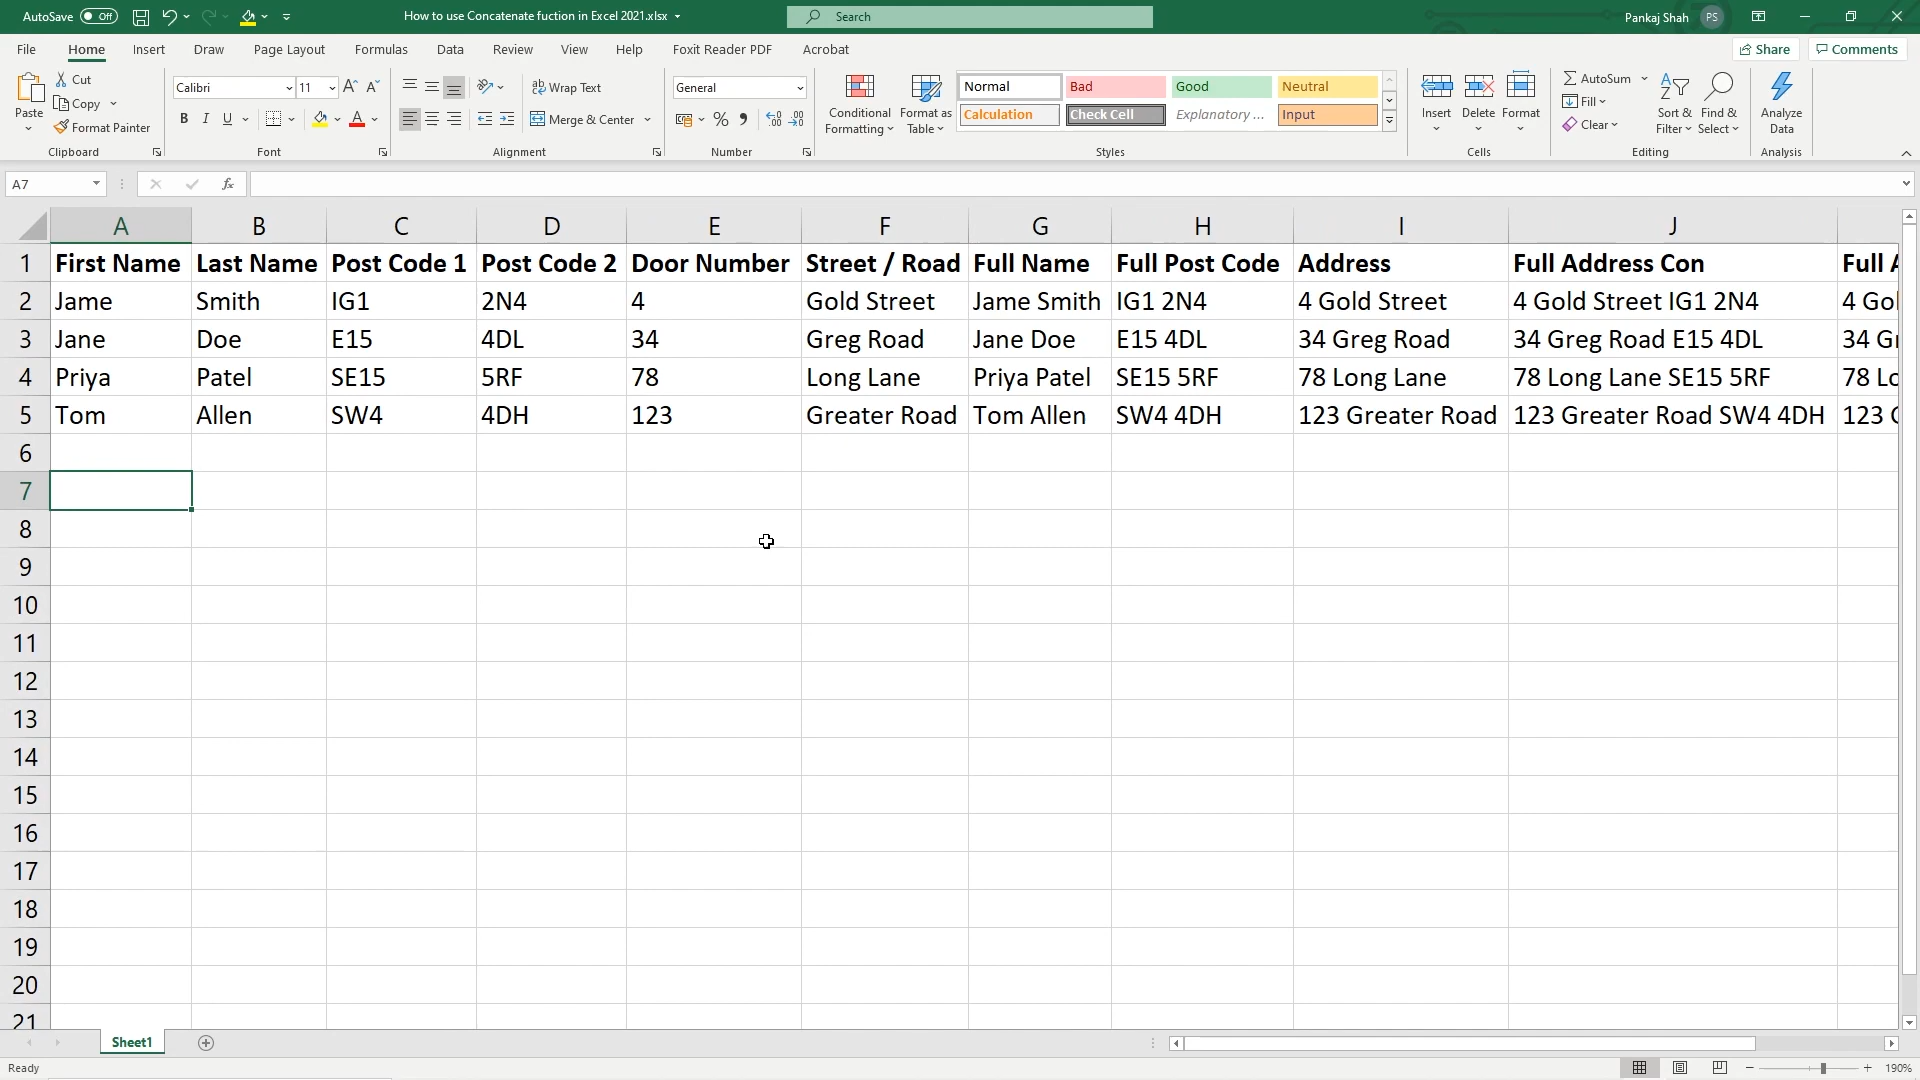 AutoSave Off How to use Concatenate fuction in Excel 2021.xlsx Search Pankaj Shah PS
File Home Insert Draw Page Layout Formulas Data Review View Help Foxit Reader PDF Acrobat Share Comments
Paste Cut Copy Format Painter Clipboard
Calibri 11 B I U A Font
Wrap Text Merge & Center Alignment
General % Number
Conditional Formatting Format as Table Normal Bad Good Neutral Calculation Check Cell Explanatory ... Input Styles
Insert Delete Format Cells
AutoSum Fill Clear Sort & Filter Find & Select Editing
Analyze Data Analysis
A7 fx
A B C D E F G H I J
1 First Name Last Name Post Code 1 Post Code 2 Door Number Street / Road Full Name Full Post Code Address Full Address Con Full
2 Jame Smith IG1 2N4 4 Gold Street Jame Smith IG1 2N4 4 Gold Street 4 Gold Street IG1 2N4 4
3 Jane Doe E15 4DL 34 Greg Road Jane Doe E15 4DL 34 Greg Road 34 Greg Road E15 4DL 34
4 Priya Patel SE15 5RF 78 Long Lane Priya Patel SE15 5RF 78 Long Lane 78 Long Lane SE15 5RF 78
5 Tom Allen SW4 4DH 123 Greater Road Tom Allen SW4 4DH 123 Greater Road 123 Greater Road SW4 4DH 123
6
7
8
9
10
11
12
13
14
15
16
17
18
19
20
21
Sheet1
Ready 190%